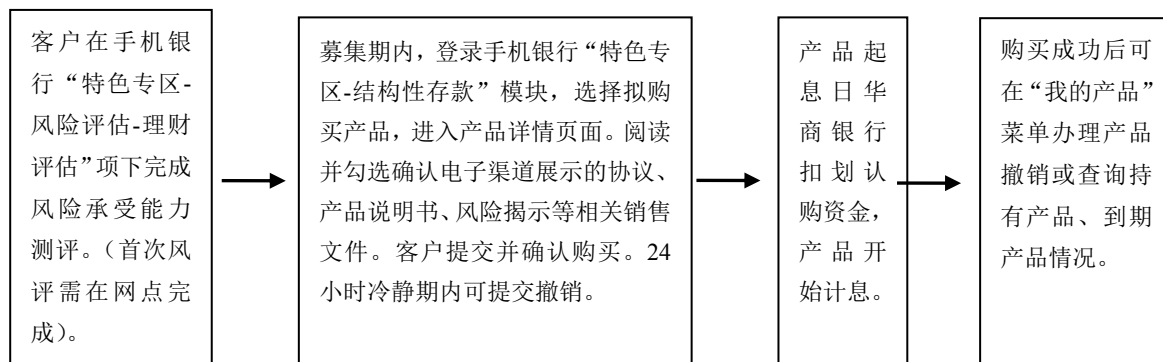 客户在手机银
行“特色专区-
风险评估-理财
评估”项下完成
风险承受能力
测评。（首次风
评需在网点完
成）。
募集期内，登录手机银行“特色专
区-结构性存款”模块，选择拟购
买产品，进入产品详情页面。阅读
并勾选确认电子渠道展示的协议、
产品说明书、风险揭示等相关销售
文件。客户提交并确认购买。24
小时冷静期内可提交撤销。
产品起
息日华
商银行
扣划认
购资金，
产品开
始计息。
购买成功后可
在“我的产品”
菜单办理产品
撤销或查询持
有产品、到期
产品情况。